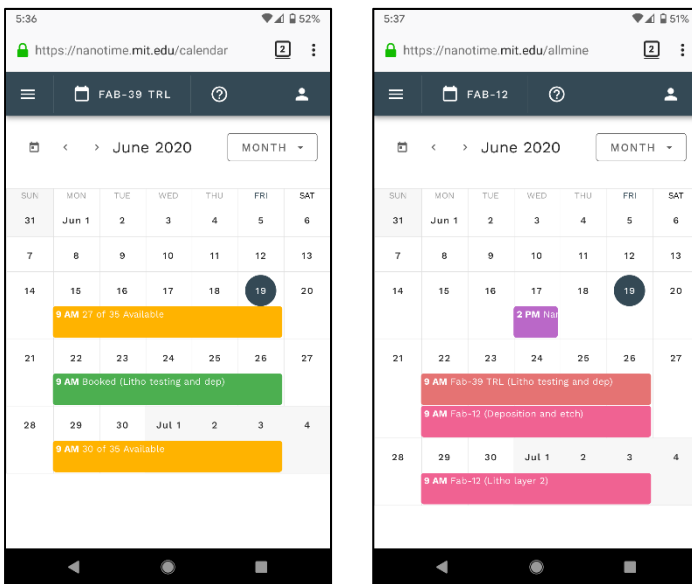 5:36
52%
https://nanotime.mit.edu/calendar
2
FAB-39 TRL
June 2020
MONTH
SUN MON TUE WED THU FRI SAT
31 Jun 1 2 3 4 5 6
7 8 9 10 11 12 13
14 15 16 17 18 19 20
9 AM 27 of 35 Available
21 22 23 24 25 26 27
9 AM Booked (Litho testing and dep)
28 29 30 Jul 1 2 3 4
9 AM 30 of 35 Available
5:37
51%
https://nanotime.mit.edu/allmine
2
FAB-12
June 2020
MONTH
SUN MON TUE WED THU FRI SAT
31 Jun 1 2 3 4 5 6
7 8 9 10 11 12 13
14 15 16 17 18 19 20
2 PM Nan
21 22 23 24 25 26 27
9 AM Fab-39 TRL (Litho testing and dep)
9 AM Fab-12 (Deposition and etch)
28 29 30 Jul 1 2 3 4
9 AM Fab-12 (Litho layer 2)